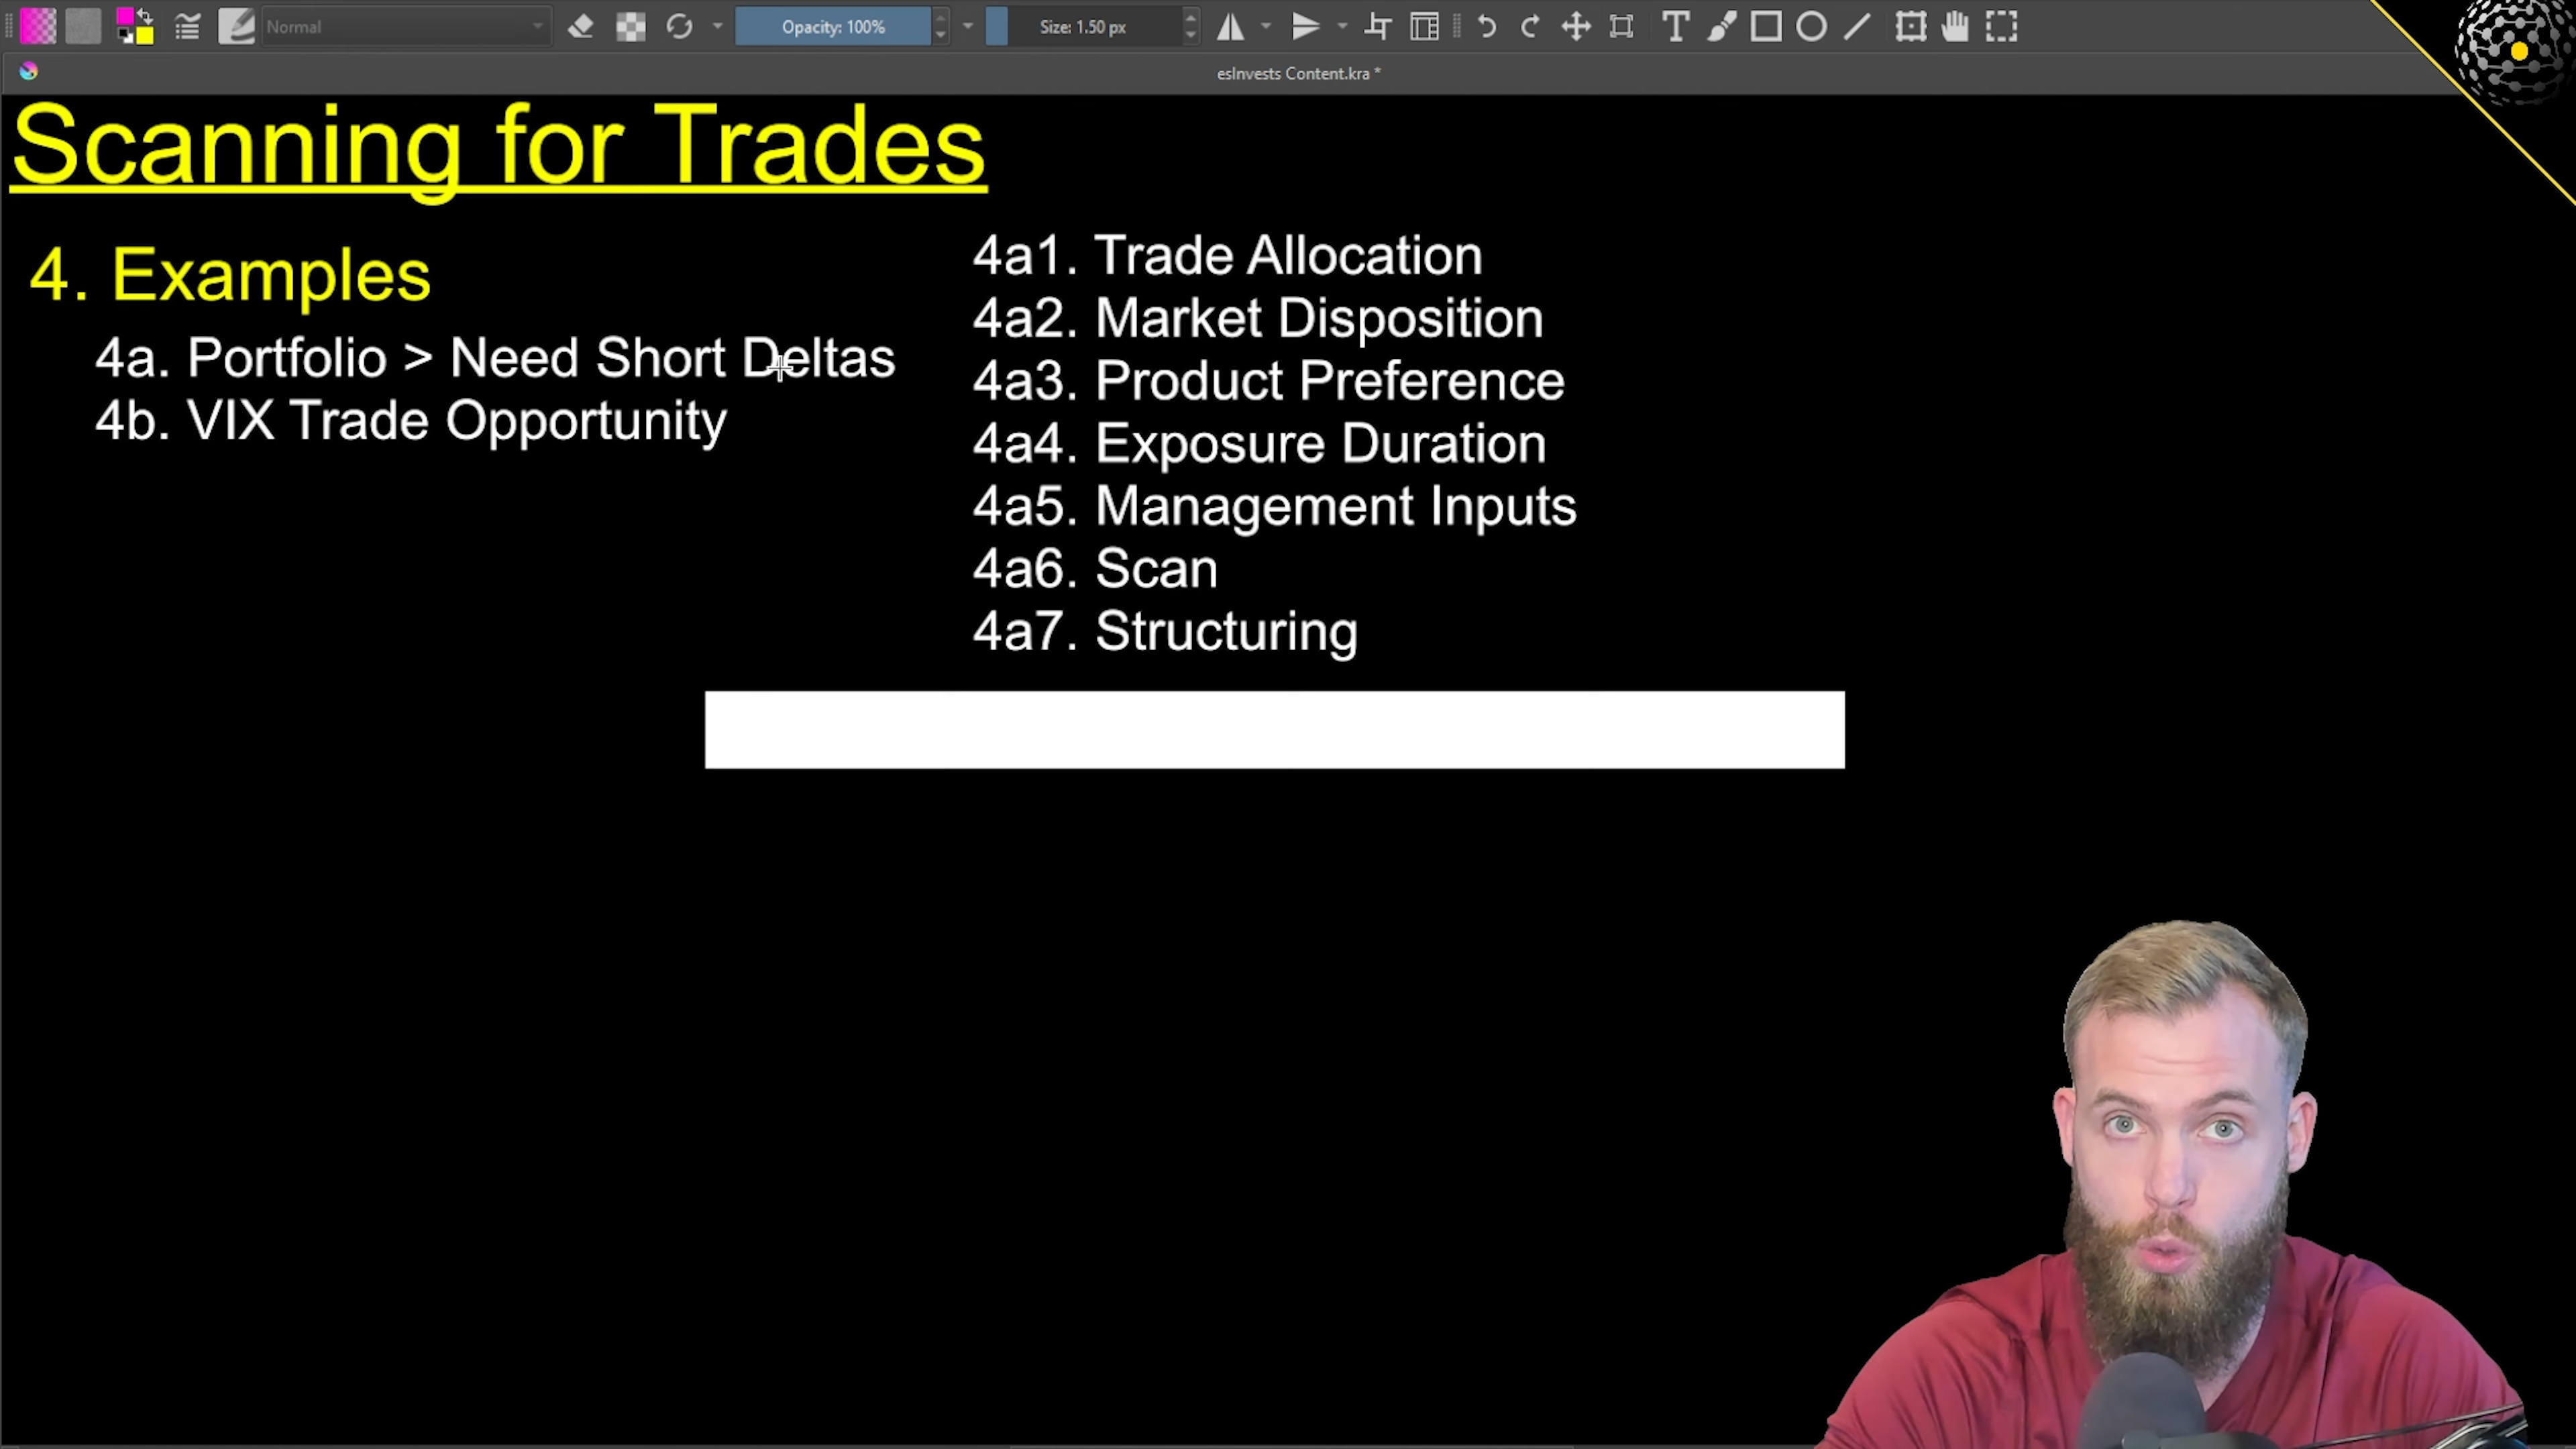 Normal
Opacity: 100%
Size: 1.50 px
esInvests Content.kra *
Scanning for Trades
4. Examples
4a. Portfolio > Need Short Deltas
4b. VIX Trade Opportunity
4a1. Trade Allocation
4a2. Market Disposition
4a3. Product Preference
4a4. Exposure Duration
4a5. Management Inputs
4a6. Scan
4a7. Structuring